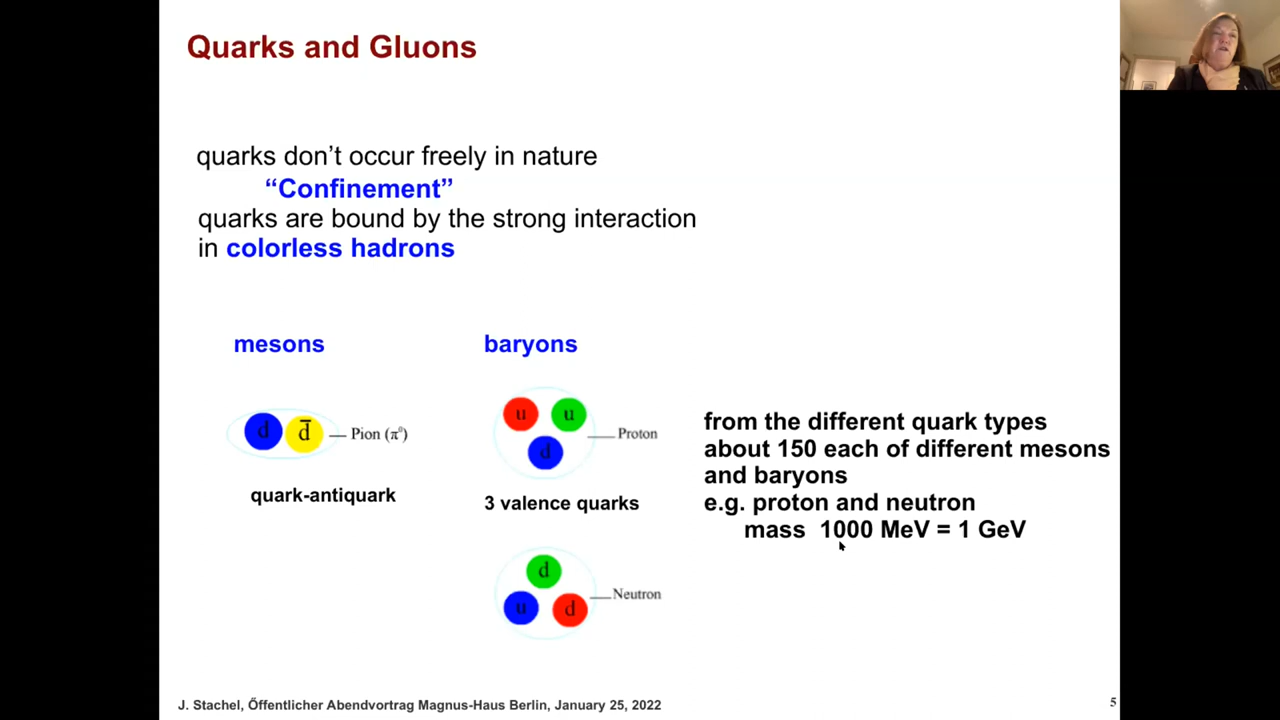 Quarks and Gluons
quarks don't occur freely in nature
“Confinement”
quarks are bound by the strong interaction
in colorless hadrons
mesons
baryons
d d̄ Pion (π⁰)
quark-antiquark
u u
d
Proton
3 valence quarks
d
u d
Neutron
from the different quark types
about 150 each of different mesons
and baryons
e.g. proton and neutron
mass 1000 MeV = 1 GeV
J. Stachel, Öffentlicher Abendvortrag Magnus-Haus Berlin, January 25, 2022
5